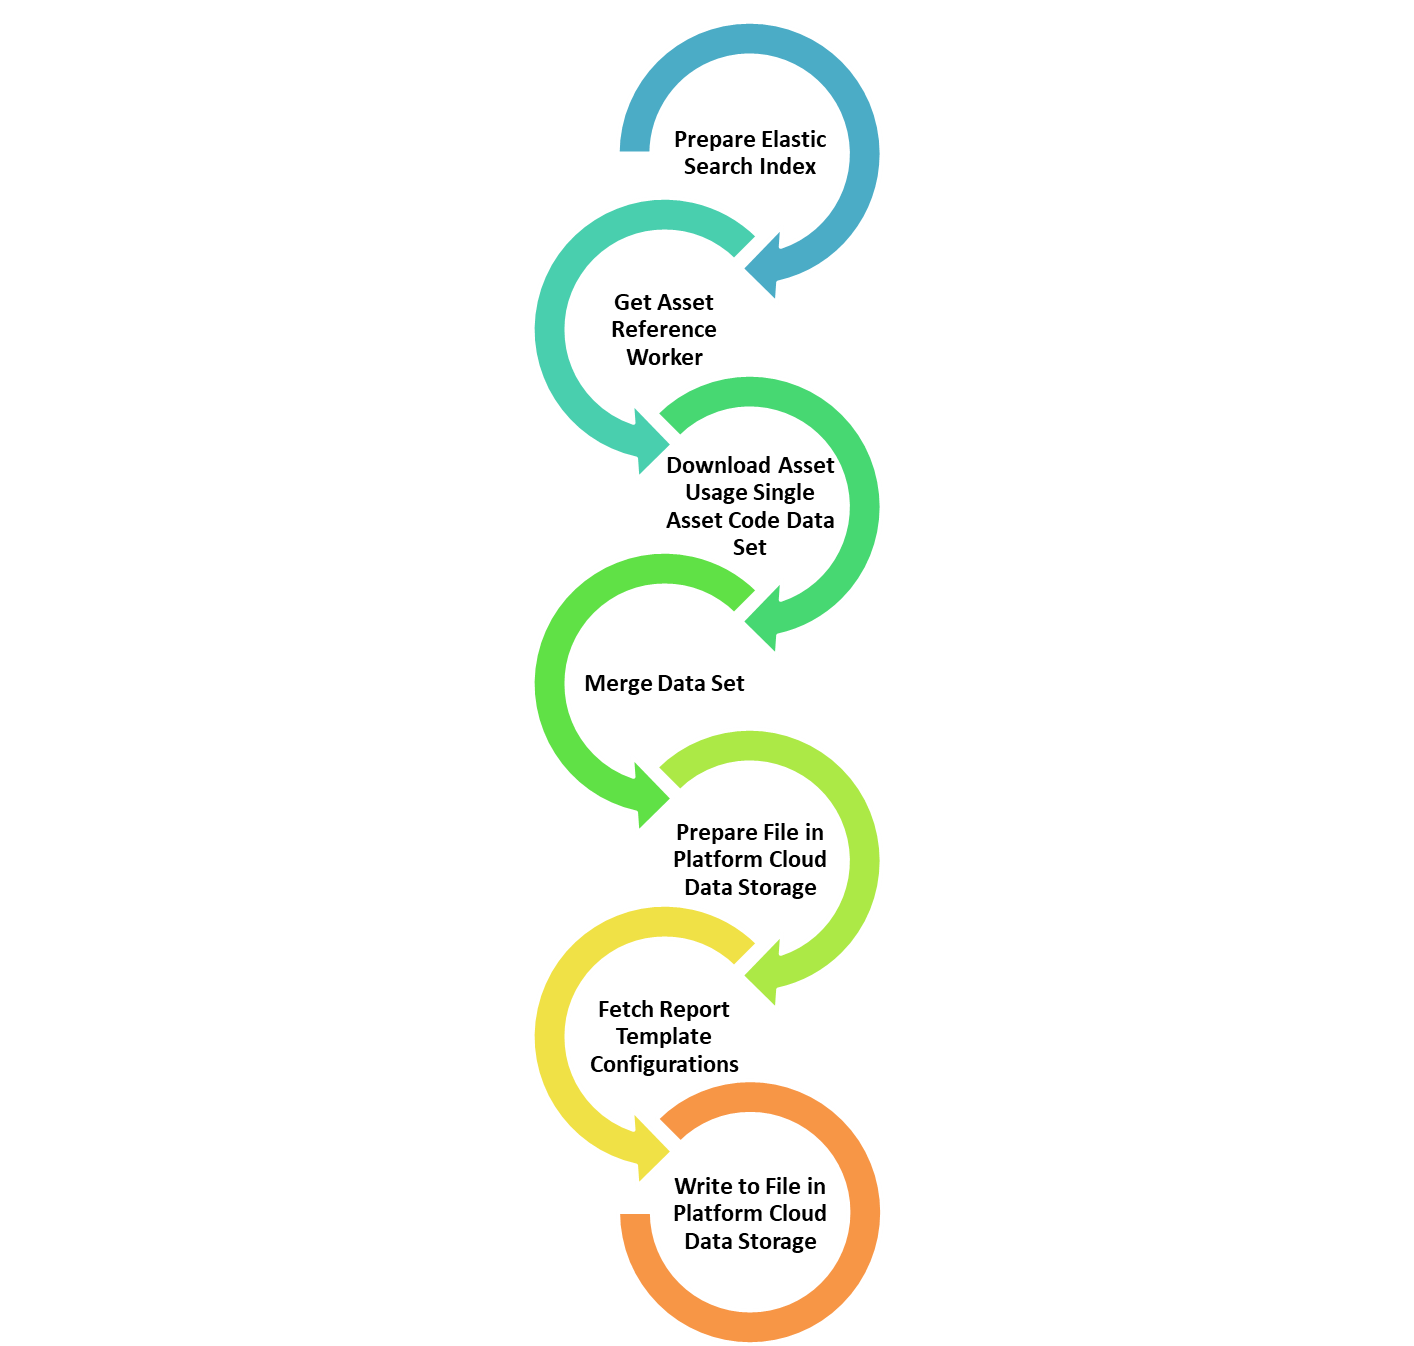 Prepare Elastic
Search Index
Get Asset
Reference
Worker
Download Asset
Usage Single
Asset Code Data
Set
Merge Data Set
Prepare File in
Platform Cloud
Data Storage
Fetch Report
Template
Configurations
Write to File in
Platform Cloud
Data Storage